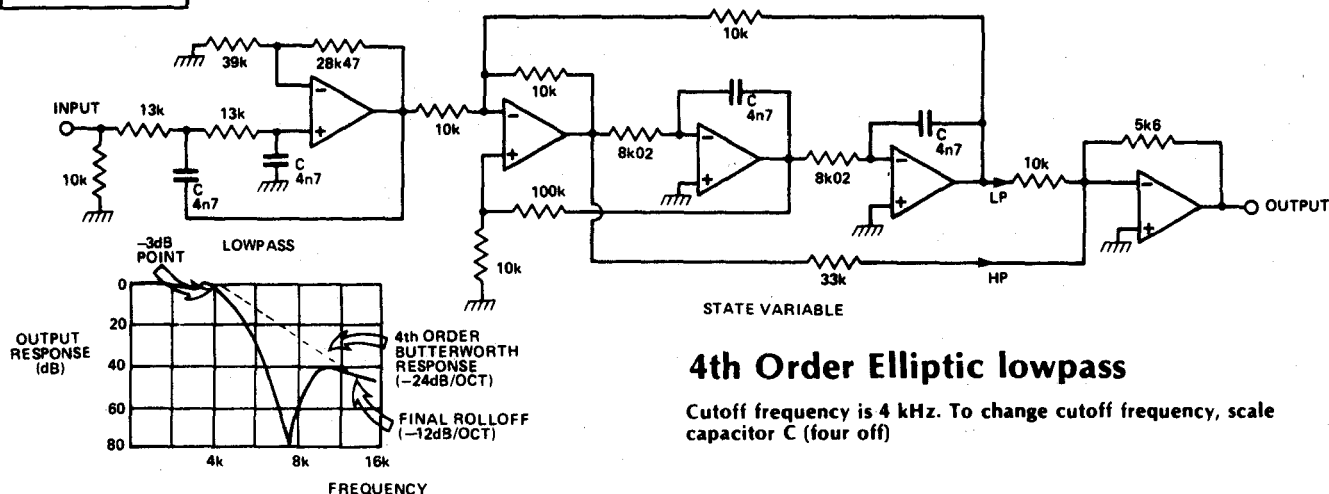 10k
39k
28k47
INPUT
13k
13k
10k
C
4n7
C
4n7
−
+
10k
10k
−
+
100k
10k
8k02
C
4n7
−
+
8k02
C
4n7
−
+
LP
10k
5k6
−
+
OUTPUT
33k
HP
LOWPASS
STATE VARIABLE
−3dB
POINT
OUTPUT
RESPONSE
(dB)
0
20
40
60
80
4k
8k
16k
FREQUENCY
4th ORDER
BUTTERWORTH
RESPONSE
(−24dB/OCT)
FINAL ROLLOFF
(−12dB/OCT)
4th Order Elliptic lowpass
Cutoff frequency is 4 kHz. To change cutoff frequency, scale
capacitor C (four off)